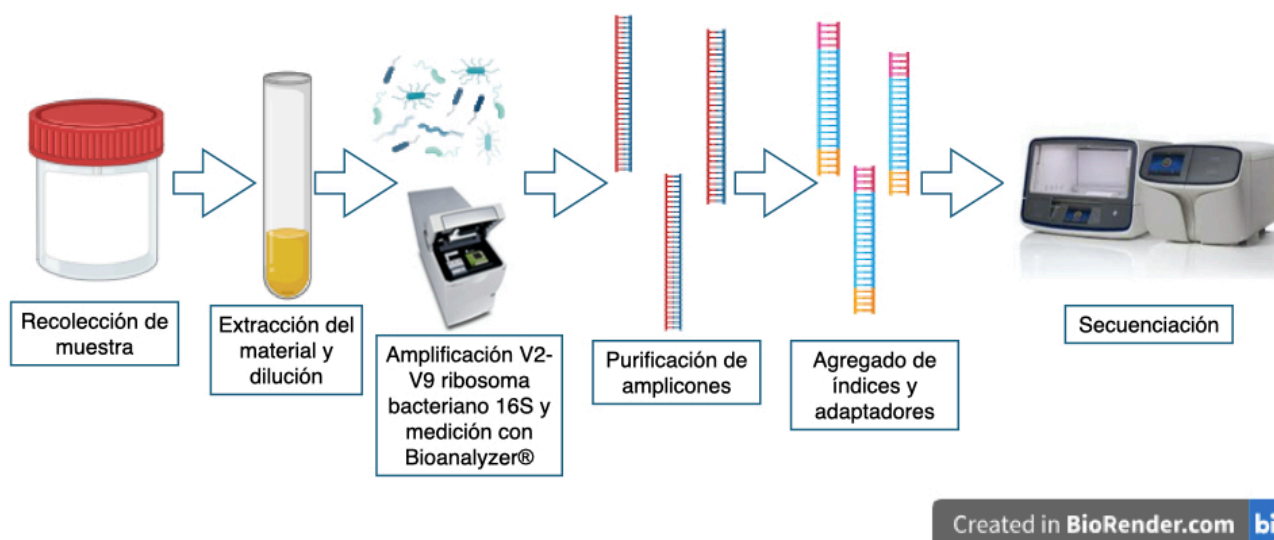 Recolección de
muestra
Extracción del
material y
dilución
Amplificación V2-
V9 ribosoma
bacteriano 16S y
medición con
Bioanalyzer®
Purificación de
amplicones
Agregado de
índices y
adaptadores
Secuenciación
Created in BioRender.com bi